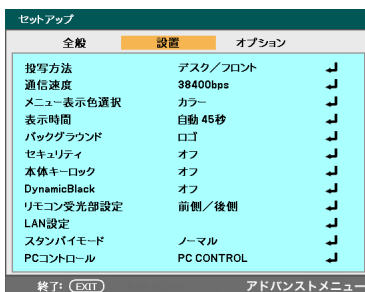 セットアップ
全般 設置 オプション
投写方法 デスク／フロント
通信速度 38400bps
メニュー表示色選択 カラー
表示時間 自動 45秒
バックグラウンド ロゴ
セキュリティ オフ
本体キーロック オフ
DynamicBlack オフ
リモコン受光部設定 前側／後側
LAN設定
スタンバイモード ノーマル
PCコントロール PC CONTROL
終了: EXIT アドバンストメニュー